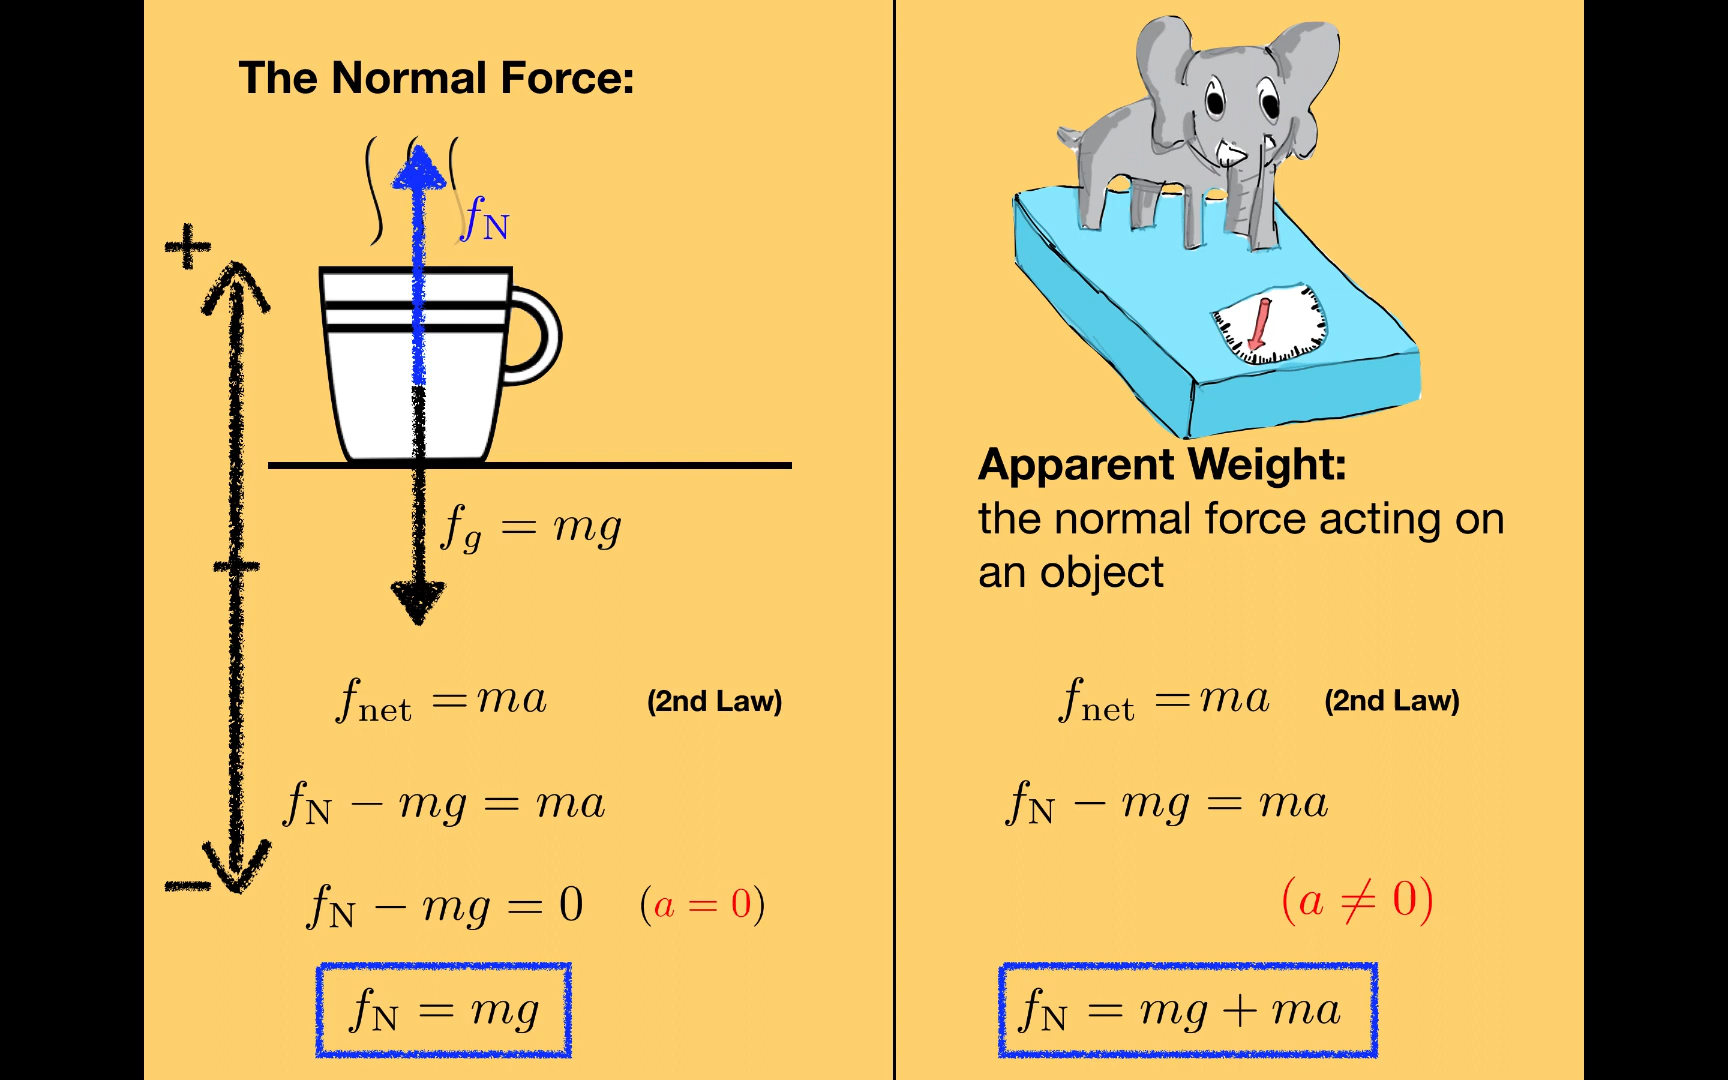 The Normal Force:
f_N
+
f_g = mg
f_net = ma (2nd Law)
f_N − mg = ma
−
f_N − mg = 0 (a = 0)
f_N = mg
Apparent Weight:
the normal force acting on
an object
f_net = ma (2nd Law)
f_N − mg = ma
(a ≠ 0)
f_N = mg + ma